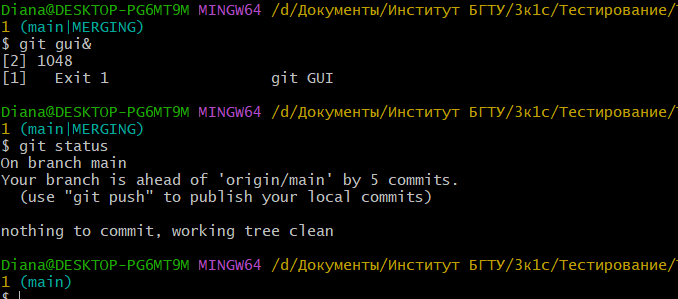 Diana@DESKTOP-PG6MT9M MINGW64 /d/Документы/Институт БГТУ/3к1с/Тестирование/
1 (main|MERGING)
$ git gui&
[2] 1048
[1]   Exit 1                  git GUI
Diana@DESKTOP-PG6MT9M MINGW64 /d/Документы/Институт БГТУ/3к1с/Тестирование/
1 (main|MERGING)
$ git status
On branch main
Your branch is ahead of 'origin/main' by 5 commits.
  (use "git push" to publish your local commits)
nothing to commit, working tree clean
Diana@DESKTOP-PG6MT9M MINGW64 /d/Документы/Институт БГТУ/3к1с/Тестирование/
1 (main)
$